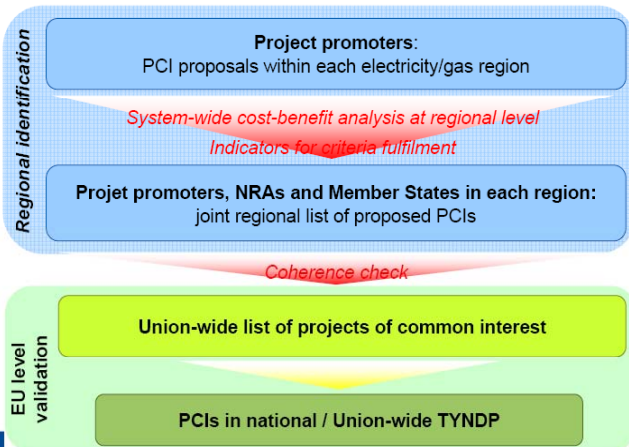 Regional identification
Project promoters:
PCI proposals within each electricity/gas region
System-wide cost-benefit analysis at regional level
Indicators for criteria fulfilment
Projet promoters, NRAs and Member States in each region:
joint regional list of proposed PCIs
Coherence check
EU level
validation
Union-wide list of projects of common interest
PCIs in national / Union-wide TYNDP